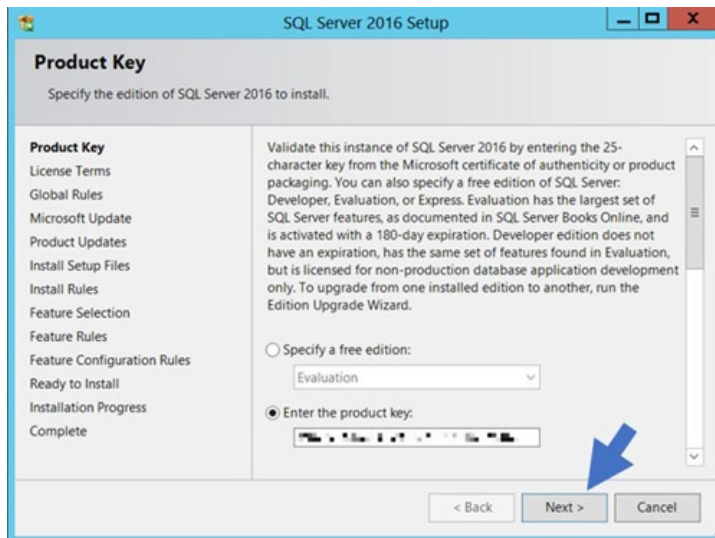 SQL Server 2016 Setup
Product Key
Specify the edition of SQL Server 2016 to install.
Product Key
License Terms
Global Rules
Microsoft Update
Product Updates
Install Setup Files
Install Rules
Feature Selection
Feature Rules
Feature Configuration Rules
Ready to Install
Installation Progress
Complete
Validate this instance of SQL Server 2016 by entering the 25-
character key from the Microsoft certificate of authenticity or product
packaging. You can also specify a free edition of SQL Server:
Developer, Evaluation, or Express. Evaluation has the largest set of
SQL Server features, as documented in SQL Server Books Online, and
is activated with a 180-day expiration. Developer edition does not
have an expiration, has the same set of features found in Evaluation,
but is licensed for non-production database application development
only. To upgrade from one installed edition to another, run the
Edition Upgrade Wizard.
Specify a free edition:
Evaluation
Enter the product key:
< Back
Next >
Cancel